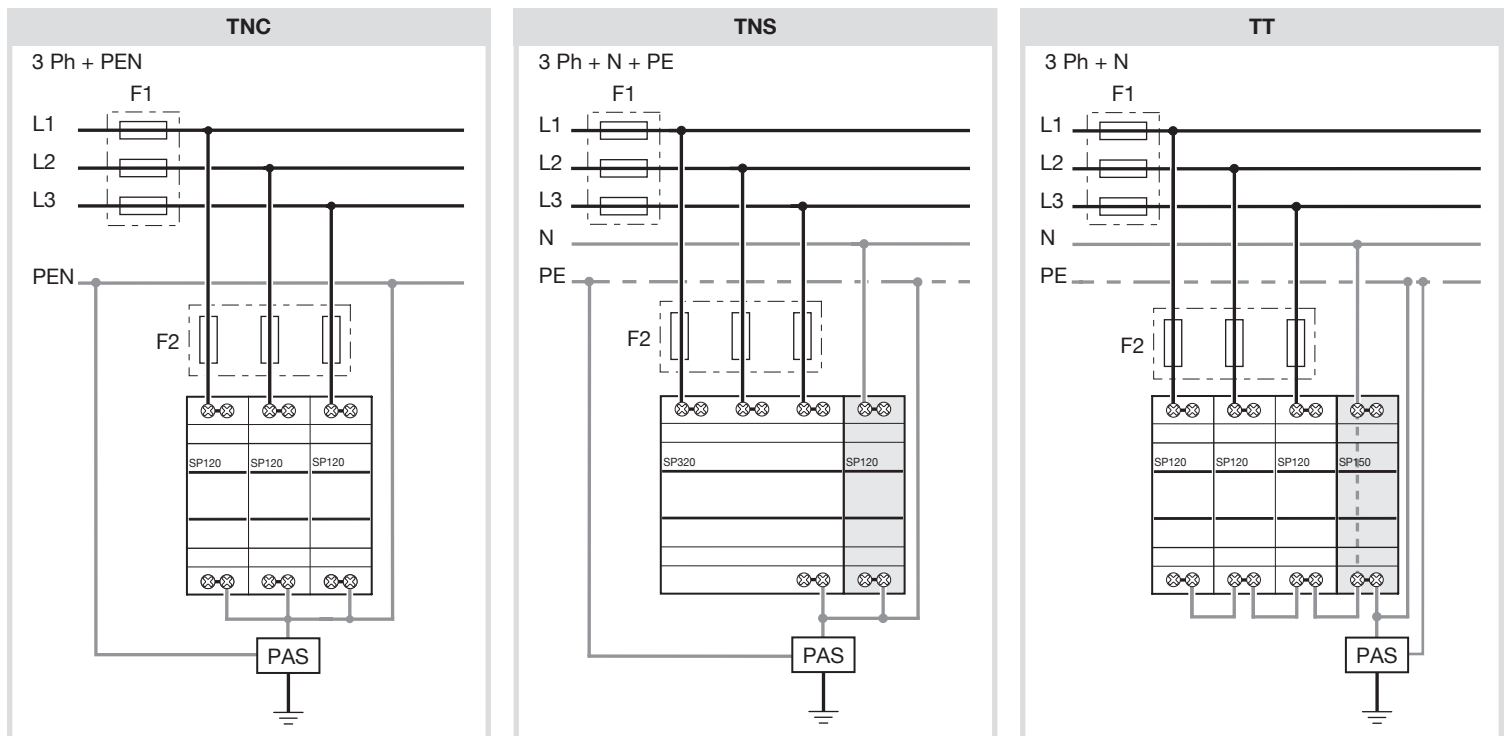 TNC
3 Ph + PEN
F1
L1
L2
L3
PEN
F2
SP120 SP120 SP120
PAS
TNS
3 Ph + N + PE
F1
L1
L2
L3
N
PE
F2
SP320 SP120
PAS
TT
3 Ph + N
F1
L1
L2
L3
N
PE
F2
SP120 SP120 SP120 SP150
PAS